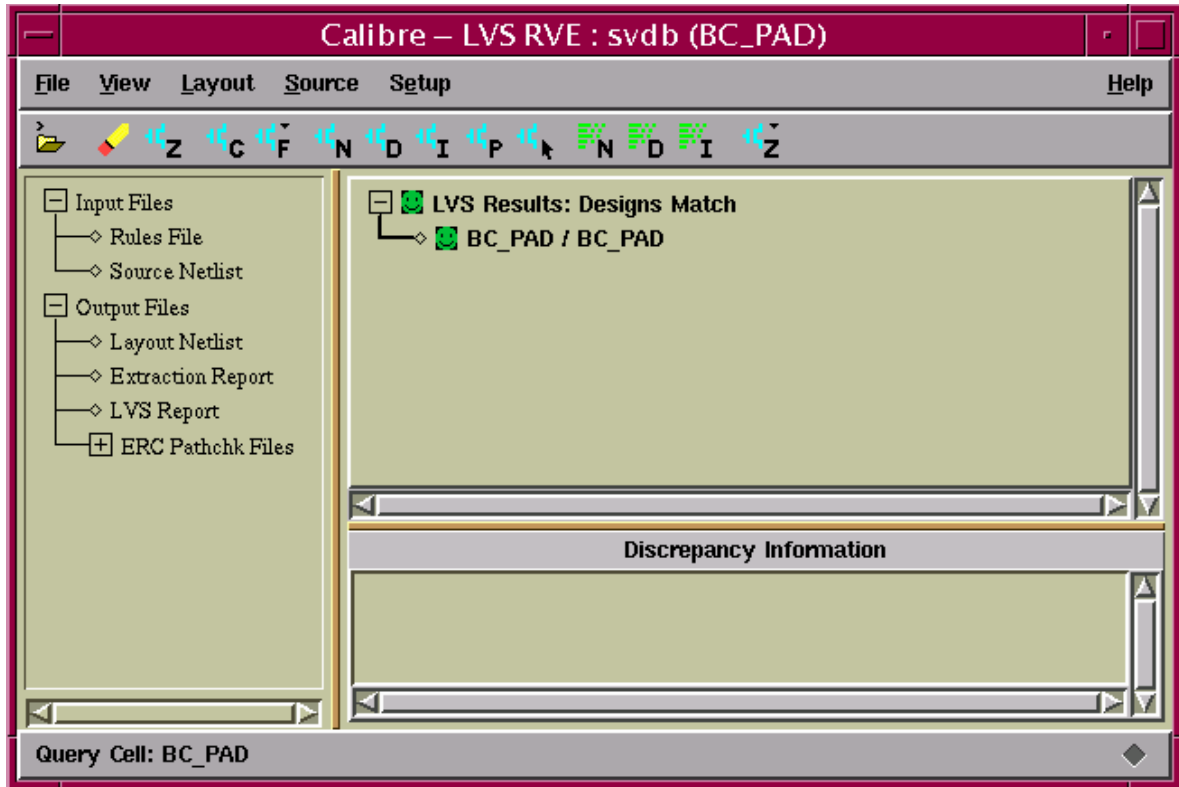 Calibre – LVS RVE : svdb (BC_PAD)
File View Layout Source Setup Help
Z C F N D I P N D I Z
Input Files
Rules File
Source Netlist
Output Files
Layout Netlist
Extraction Report
LVS Report
ERC Pathchk Files
LVS Results: Designs Match
BC_PAD / BC_PAD
Discrepancy Information
Query Cell: BC_PAD